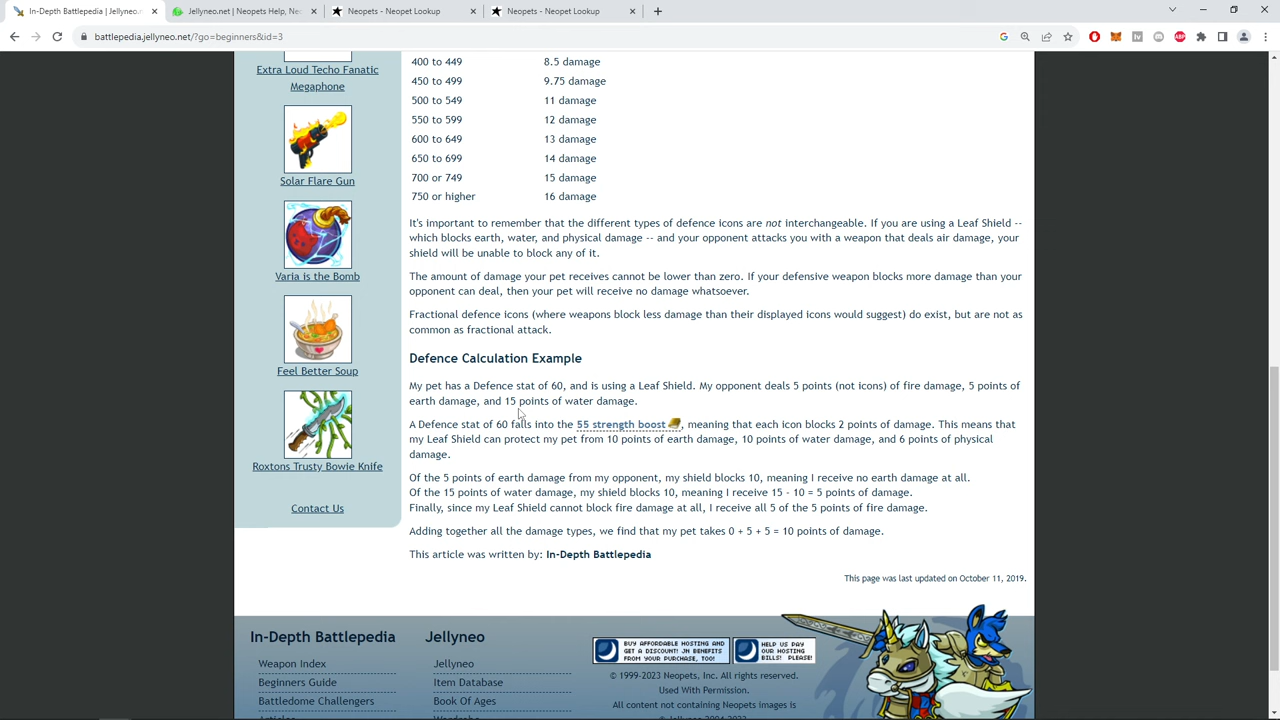 In-Depth Battlepedia | Jellyneo.n
Jellyneo.net | Neopets Help, Ne
Neopets - Neopet Lookup
Neopets - Neopet Lookup
battlepedia.jellyneo.net/?go=beginners&id=3
Extra Loud Techo Fanatic
Megaphone
Solar Flare Gun
Varia is the Bomb
Feel Better Soup
Roxtons Trusty Bowie Knife
Contact Us
400 to 449 8.5 damage
450 to 499 9.75 damage
500 to 549 11 damage
550 to 599 12 damage
600 to 649 13 damage
650 to 699 14 damage
700 or 749 15 damage
750 or higher 16 damage
It's important to remember that the different types of defence icons are not interchangeable. If you are using a Leaf Shield --
which blocks earth, water, and physical damage -- and your opponent attacks you with a weapon that deals air damage, your
shield will be unable to block any of it.
The amount of damage your pet receives cannot be lower than zero. If your defensive weapon blocks more damage than your
opponent can deal, then your pet will receive no damage whatsoever.
Fractional defence icons (where weapons block less damage than their displayed icons would suggest) do exist, but are not as
common as fractional attack.
Defence Calculation Example
My pet has a Defence stat of 60, and is using a Leaf Shield. My opponent deals 5 points (not icons) of fire damage, 5 points of
earth damage, and 15 points of water damage.
A Defence stat of 60 falls into the 55 strength boost, meaning that each icon blocks 2 points of damage. This means that
my Leaf Shield can protect my pet from 10 points of earth damage, 10 points of water damage, and 6 points of physical
damage.
Of the 5 points of earth damage from my opponent, my shield blocks 10, meaning I receive no earth damage at all.
Of the 15 points of water damage, my shield blocks 10, meaning I receive 15 - 10 = 5 points of damage.
Finally, since my Leaf Shield cannot block fire damage at all, I receive all 5 of the 5 points of fire damage.
Adding together all the damage types, we find that my pet takes 0 + 5 + 5 = 10 points of damage.
This article was written by: In-Depth Battlepedia
This page was last updated on October 11, 2019.
In-Depth Battlepedia
Weapon Index
Beginners Guide
Battledome Challengers
Jellyneo
Jellyneo
Item Database
Book Of Ages
BUY AFFORDABLE HOSTING AND
GET A DISCOUNT! JN BENEFITS
FROM YOUR PURCHASE, TOO!
HELP US PAY
OUR HOSTING
BILLS! PLEASE!
© 1999-2023 Neopets, Inc. All rights reserved.
Used With Permission.
All content not containing Neopets images is